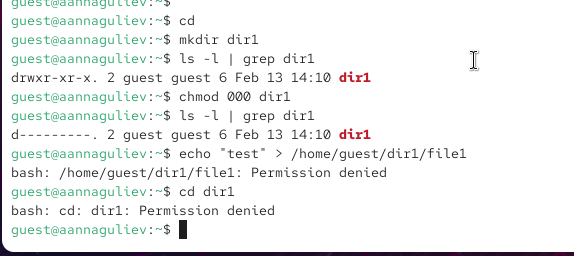 guest@aannaguliev:~$
guest@aannaguliev:~$ cd
guest@aannaguliev:~$ mkdir dir1
guest@aannaguliev:~$ ls -l | grep dir1
drwxr-xr-x. 2 guest guest 6 Feb 13 14:10 dir1
guest@aannaguliev:~$ chmod 000 dir1
guest@aannaguliev:~$ ls -l | grep dir1
d---------. 2 guest guest 6 Feb 13 14:10 dir1
guest@aannaguliev:~$ echo "test" > /home/guest/dir1/file1
bash: /home/guest/dir1/file1: Permission denied
guest@aannaguliev:~$ cd dir1
bash: cd: dir1: Permission denied
guest@aannaguliev:~$